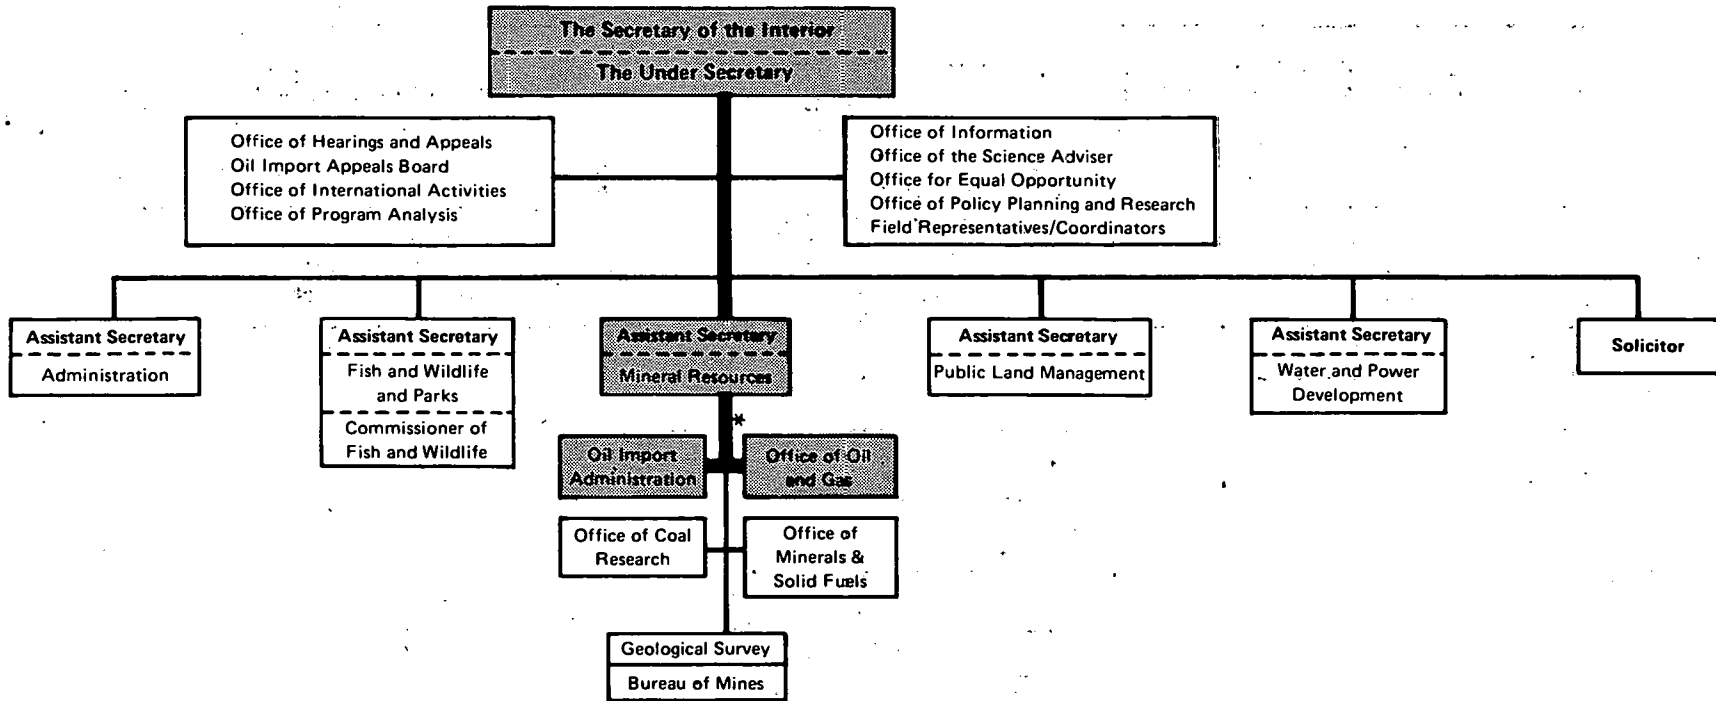 The Secretary of the Interior
The Under Secretary
Office of Hearings and Appeals
Oil Import Appeals Board
Office of International Activities
Office of Program Analysis
Office of Information
Office of the Science Adviser
Office for Equal Opportunity
Office of Policy Planning and Research
Field Representatives/Coordinators
Assistant Secretary
Administration
Assistant Secretary
Fish and Wildlife
and Parks
Commissioner of
Fish and Wildlife
Assistant Secretary
Mineral Resources
Assistant Secretary
Public Land Management
Assistant Secretary
Water and Power
Development
Solicitor
*
Oil Import
Administration
Office of Oil
and Gas
Office of Coal
Research
Office of
Minerals &
Solid Fuels
Geological Survey
Bureau of Mines